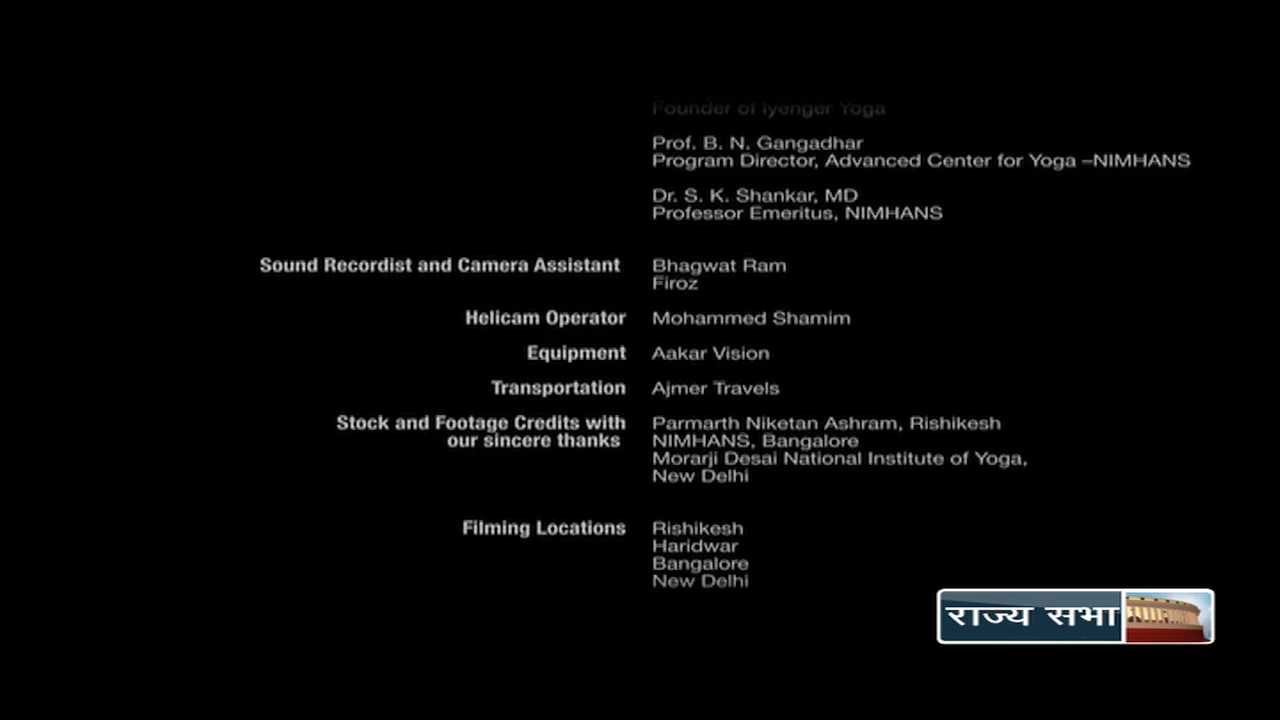 Founder of Iyenger Yoga
Prof. B. N. Gangadhar
Program Director, Advanced Center for Yoga –NIMHANS
Dr. S. K. Shankar, MD
Professor Emeritus, NIMHANS
Sound Recordist and Camera Assistant Bhagwat Ram
Firoz
Helicam Operator Mohammed Shamim
Equipment Aakar Vision
Transportation Ajmer Travels
Stock and Footage Credits with Parmarth Niketan Ashram, Rishikesh
our sincere thanks NIMHANS, Bangalore
Morarji Desai National Institute of Yoga,
New Delhi
Filming Locations Rishikesh
Haridwar
Bangalore
New Delhi
राज्य सभा